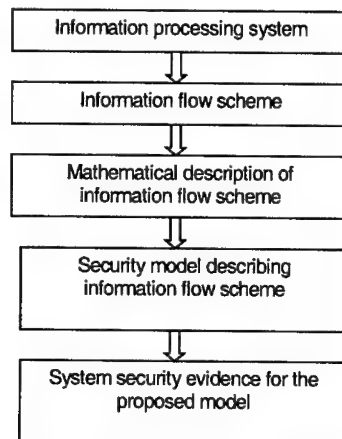 Information processing system
Information flow scheme
Mathematical description of
information flow scheme
Security model describing
information flow scheme
System security evidence for the
proposed model